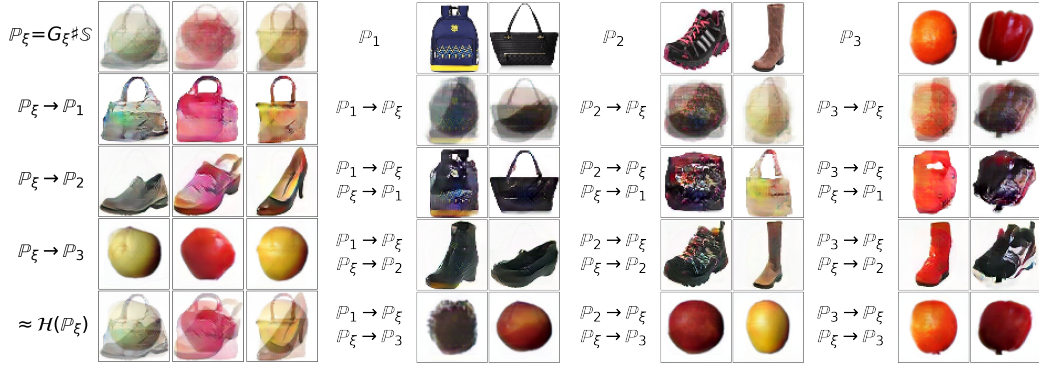 ℙ_ξ=G_ξ♯𝕊
ℙ_ξ → ℙ_1
ℙ_ξ → ℙ_2
ℙ_ξ → ℙ_3
≈ ℋ(ℙ_ξ)
ℙ_1
ℙ_1 → ℙ_ξ
ℙ_1 → ℙ_ξ
ℙ_ξ → ℙ_1
ℙ_1 → ℙ_ξ
ℙ_ξ → ℙ_2
ℙ_1 → ℙ_ξ
ℙ_ξ → ℙ_3
ℙ_2
ℙ_2 → ℙ_ξ
ℙ_2 → ℙ_ξ
ℙ_ξ → ℙ_1
ℙ_2 → ℙ_ξ
ℙ_ξ → ℙ_2
ℙ_2 → ℙ_ξ
ℙ_ξ → ℙ_3
ℙ_3
ℙ_3 → ℙ_ξ
ℙ_3 → ℙ_ξ
ℙ_ξ → ℙ_1
ℙ_3 → ℙ_ξ
ℙ_ξ → ℙ_2
ℙ_3 → ℙ_ξ
ℙ_ξ → ℙ_3